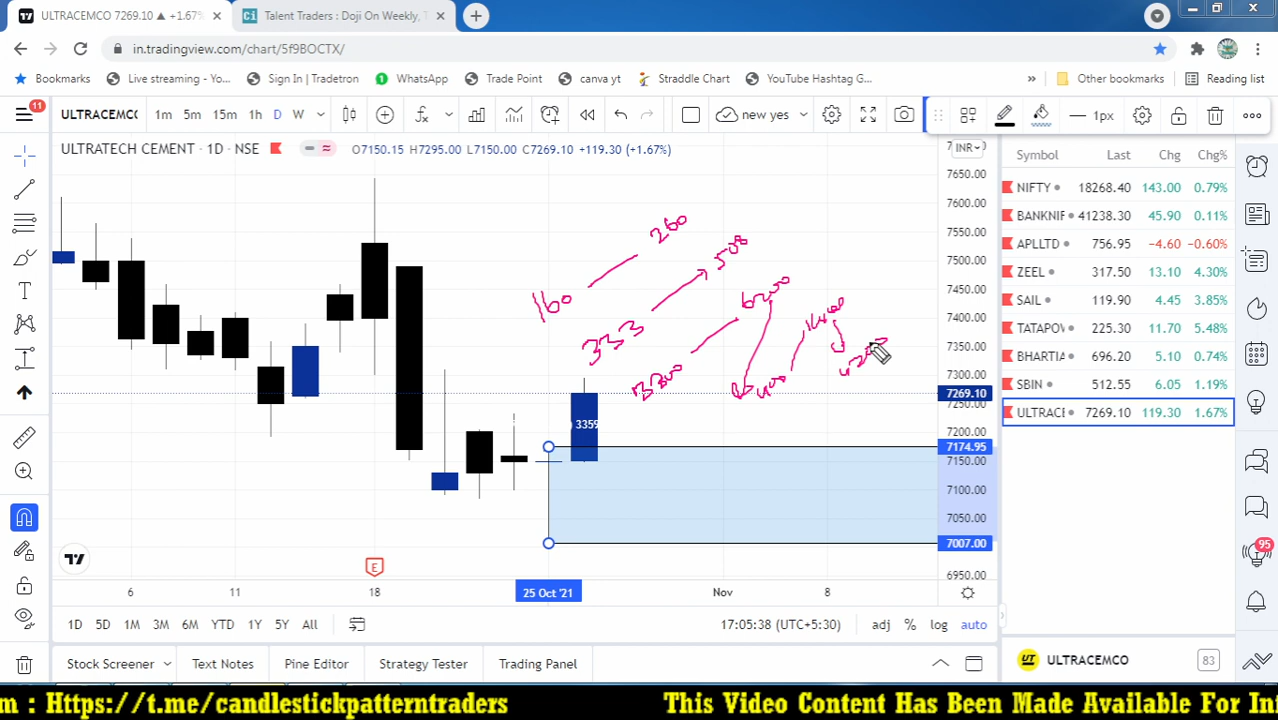 ULTRACEMCO 7269.10 ▲ +1.67%
Talent Traders : Doji On Weekly, T
in.tradingview.com/chart/5f9BOCTX/
Bookmarks
Live streaming - Yo...
Sign In | Tradetron
WhatsApp
Trade Point
canva yt
Straddle Chart
YouTube Hashtag G...
»
Other bookmarks
Reading list
11
ULTRACEMCO
1m 5m 15m 1h D W
new yes
1px
ULTRATECH CEMENT · 1D · NSE
O7150.15 H7295.00 L7150.00 C7269.10 +119.30 (+1.67%)
INR
7650.00
7600.00
7550.00
7500.00
7450.00
7400.00
7350.00
7300.00
7269.10
7250.00
7200.00
7174.95
7150.00
7100.00
7050.00
7007.00
6950.00
160
260
333
508
3300
) 3359
E
6
11
18
25 Oct '21
Nov
8
1D 5D 1M 3M 6M YTD 1Y 5Y All
17:05:38 (UTC+5:30)
adj % log auto
Stock Screener
Text Notes
Pine Editor
Strategy Tester
Trading Panel
Symbol Last Chg Chg%
NIFTY 18268.40 143.00 0.79%
BANKNIF 41238.30 45.90 0.11%
APLLTD 756.95 −4.60 −0.60%
ZEEL 317.50 13.10 4.30%
SAIL 119.90 4.45 3.85%
TATAPOV 225.30 11.70 5.48%
BHARTIA 696.20 5.10 0.74%
SBIN 512.55 6.05 1.19%
ULTRACE 7269.10 119.30 1.67%
UT ULTRACEMCO 83
95
m : Https://t.me/candlestickpatterntraders
This Video Content Has Been Made Available For In